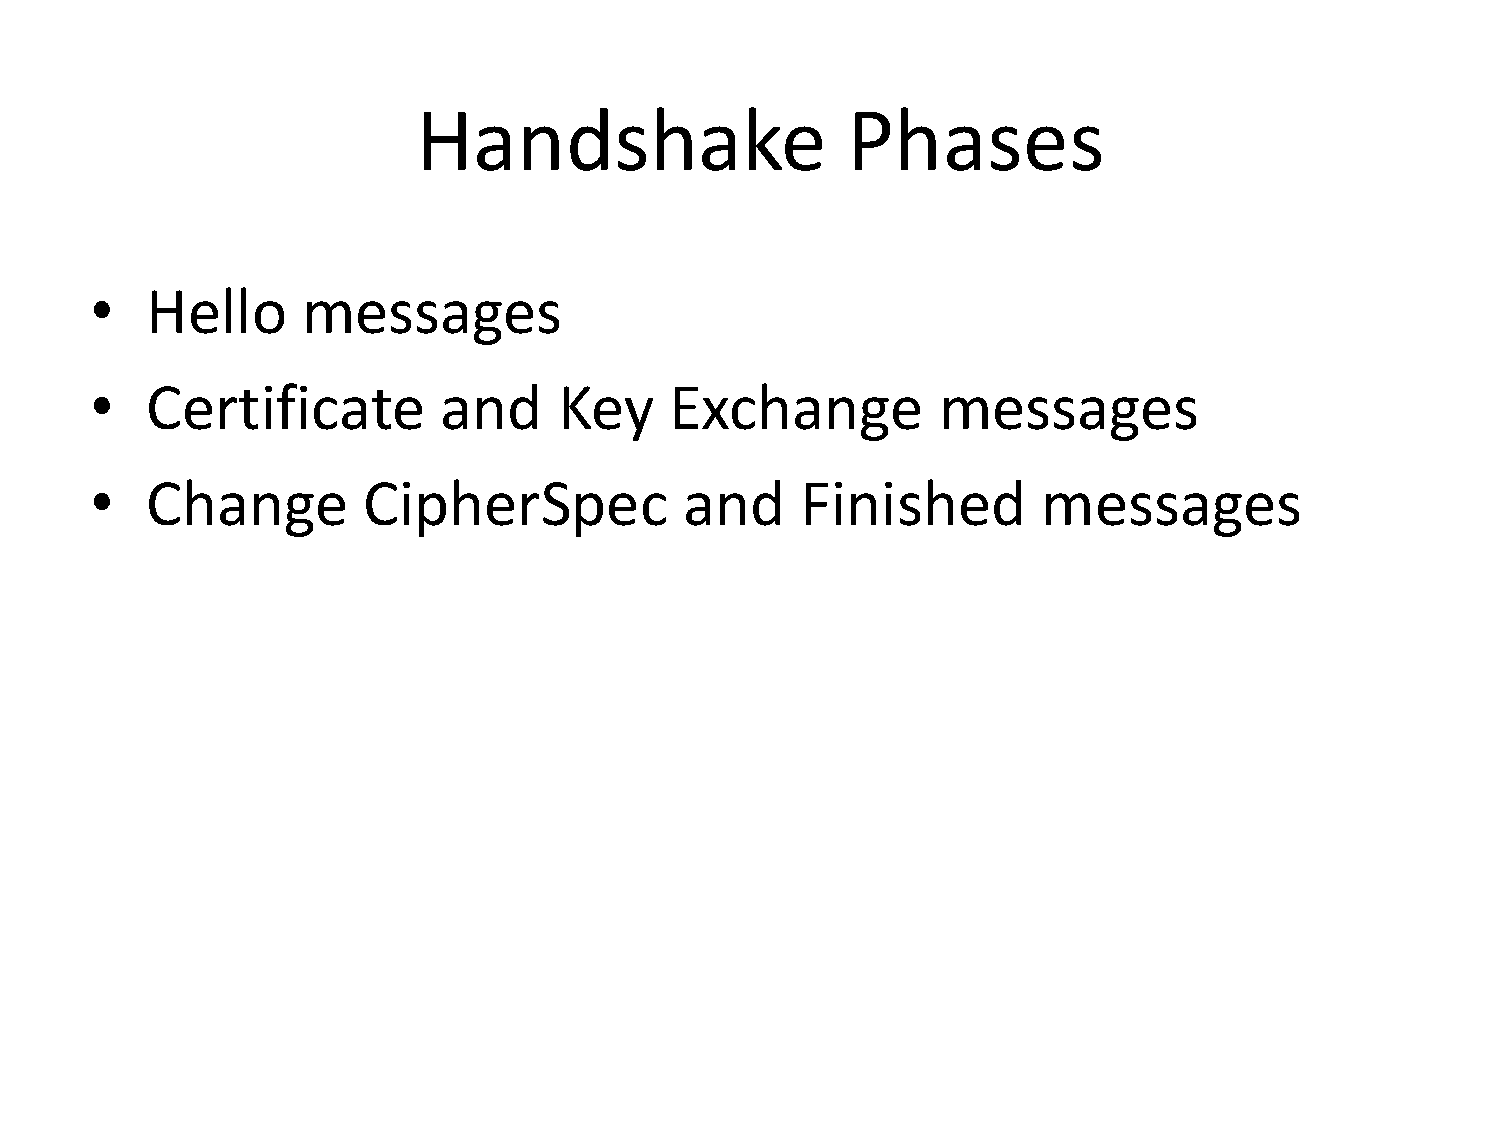 Handshake Phases
• Hello messages
• Certificate and Key Exchange messages
• Change CipherSpec and Finished messages